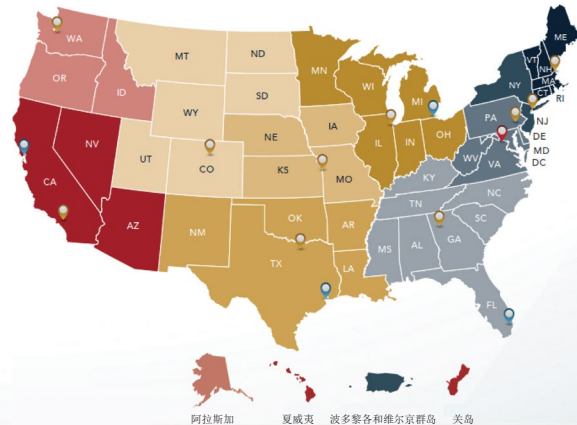 WA
OR
ID
MT
ND
SD
WY
NE
UT
CO
KS
IA
MO
MN
WI
MI
IL
IN
OH
CA
NV
AZ
NM
OK
TX
AR
LA
KY
TN
MS
AL
GA
NC
SC
FL
WV
VA
PA
NY
VT
NH
ME
MA
CT
RI
NJ
DE
MD
DC
阿拉斯加
夏威夷
波多黎各和维尔京群岛
关岛